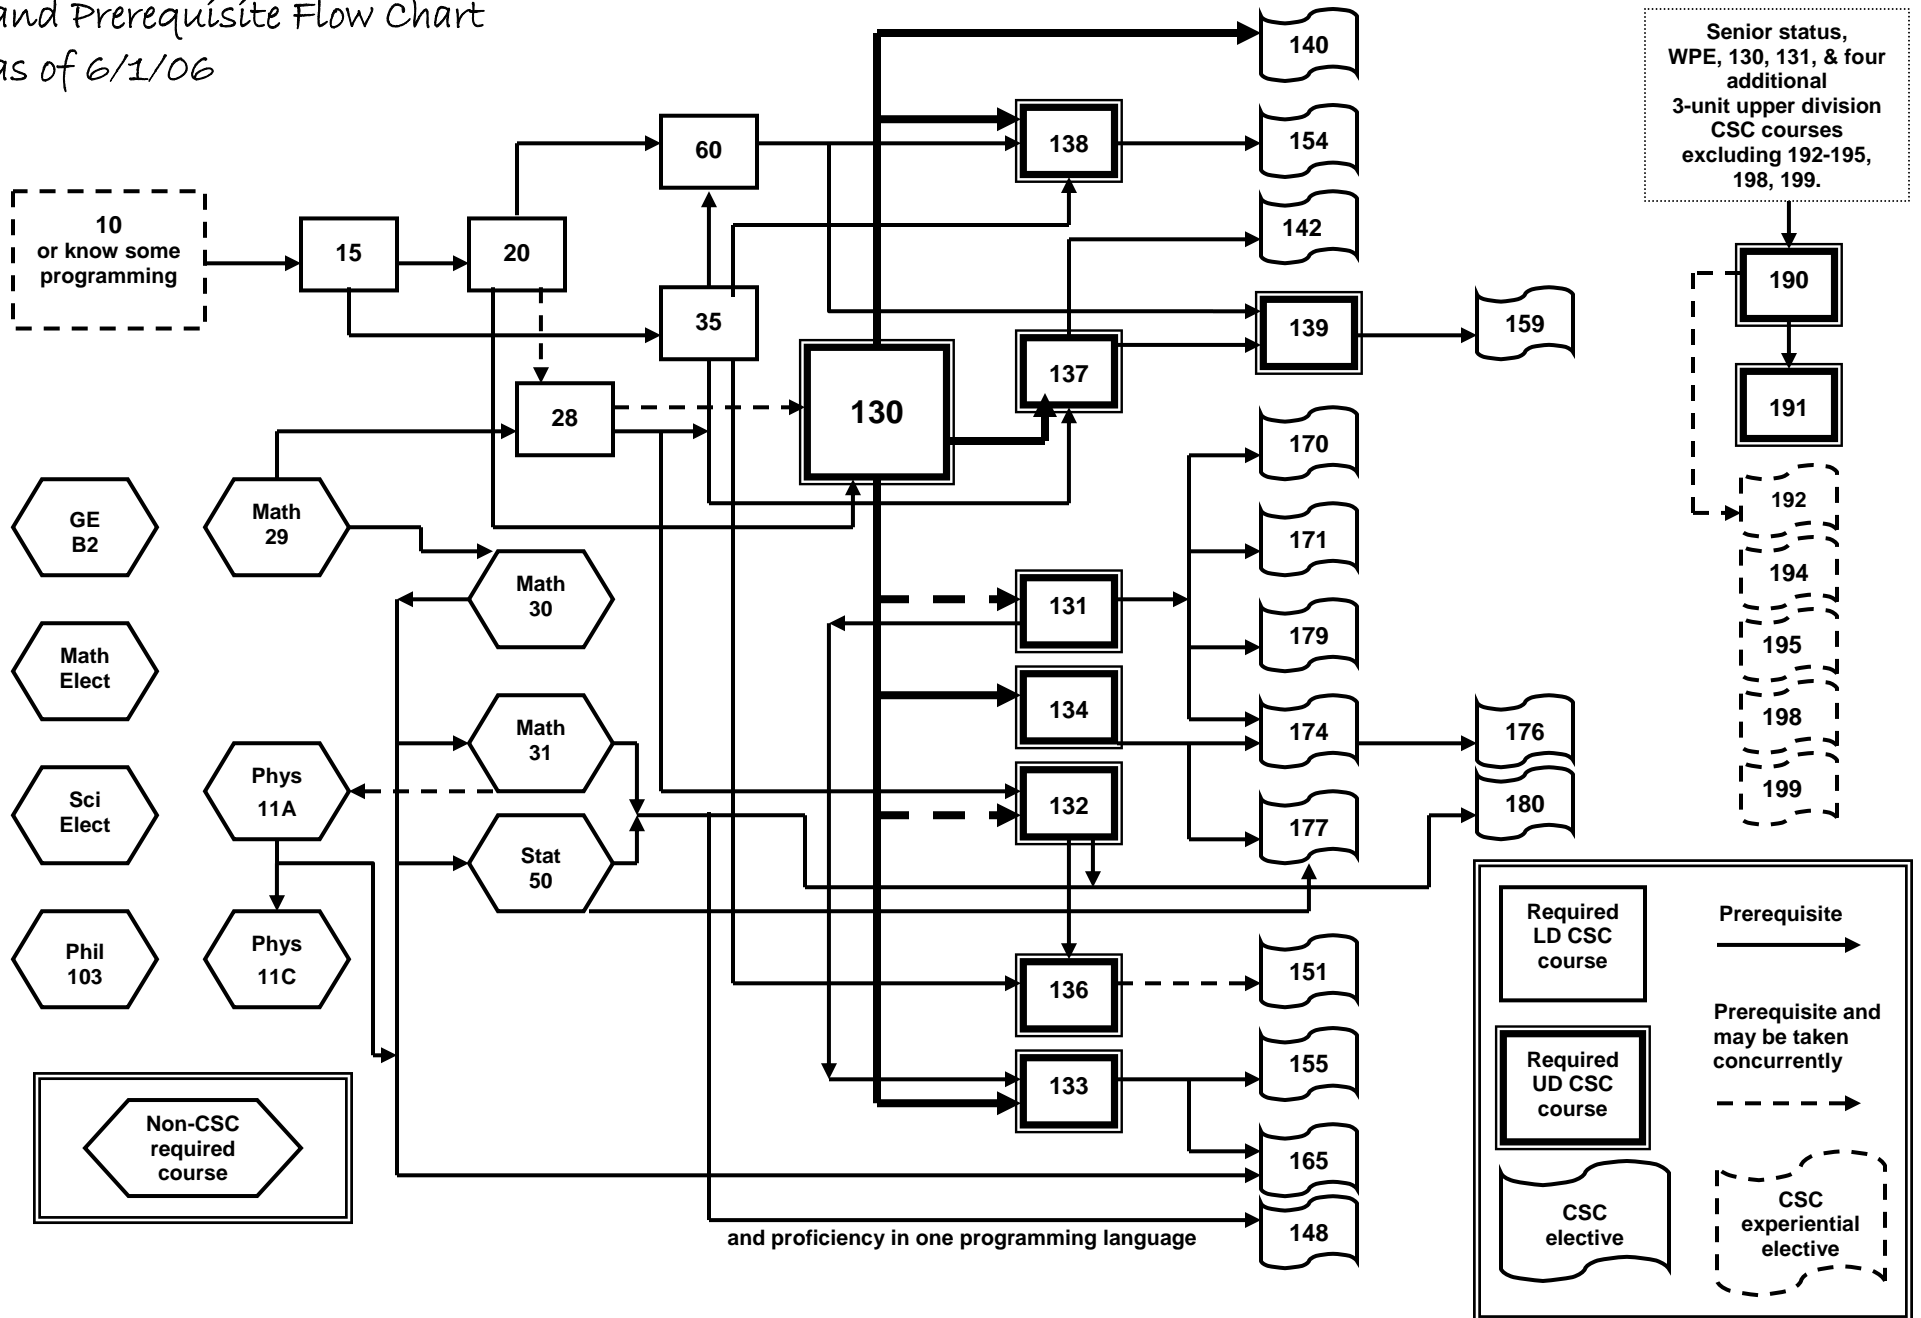 and Prerequisite Flow Chart
as of 6/1/06
140
Senior status,
WPE, 130, 131, & four
additional
3-unit upper division
CSC courses
excluding 192-195,
198, 199.
60
138
154
10
or know some
programming
15
20
142
35
139
159
190
28
130
137
191
170
GE
B2
Math
29
171
192
Math
30
131
179
194
195
Math
Elect
134
174
176
198
Math
31
Phys
11A
Sci
Elect
132
177
180
199
Stat
50
Phil
103
Phys
11C
136
151
133
155
165
148
and proficiency in one programming language
Non-CSC
required
course
Required
LD CSC
course
Prerequisite
Required
UD CSC
course
Prerequisite and
may be taken
concurrently
CSC
elective
CSC
experiential
elective